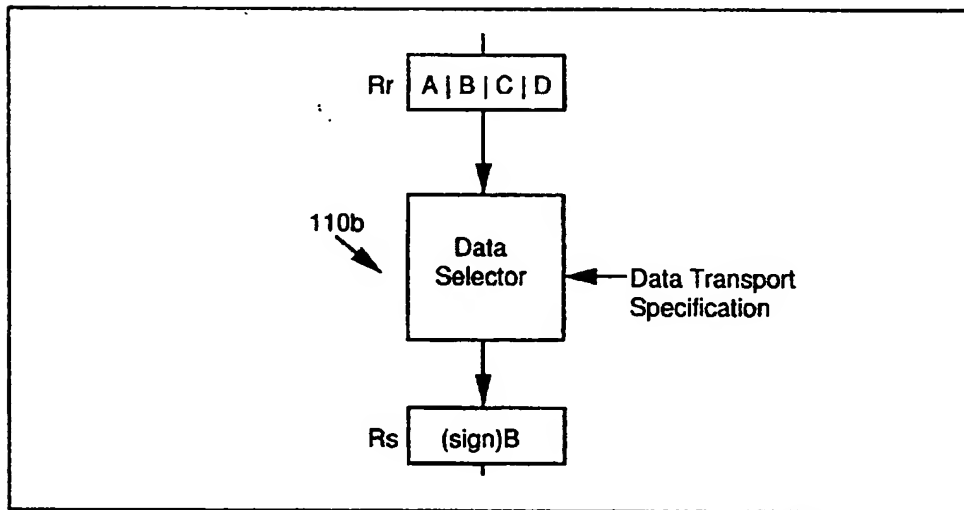 Rr A | B | C | D
110b
Data
Selector
Data Transport
Specification
Rs (sign)B